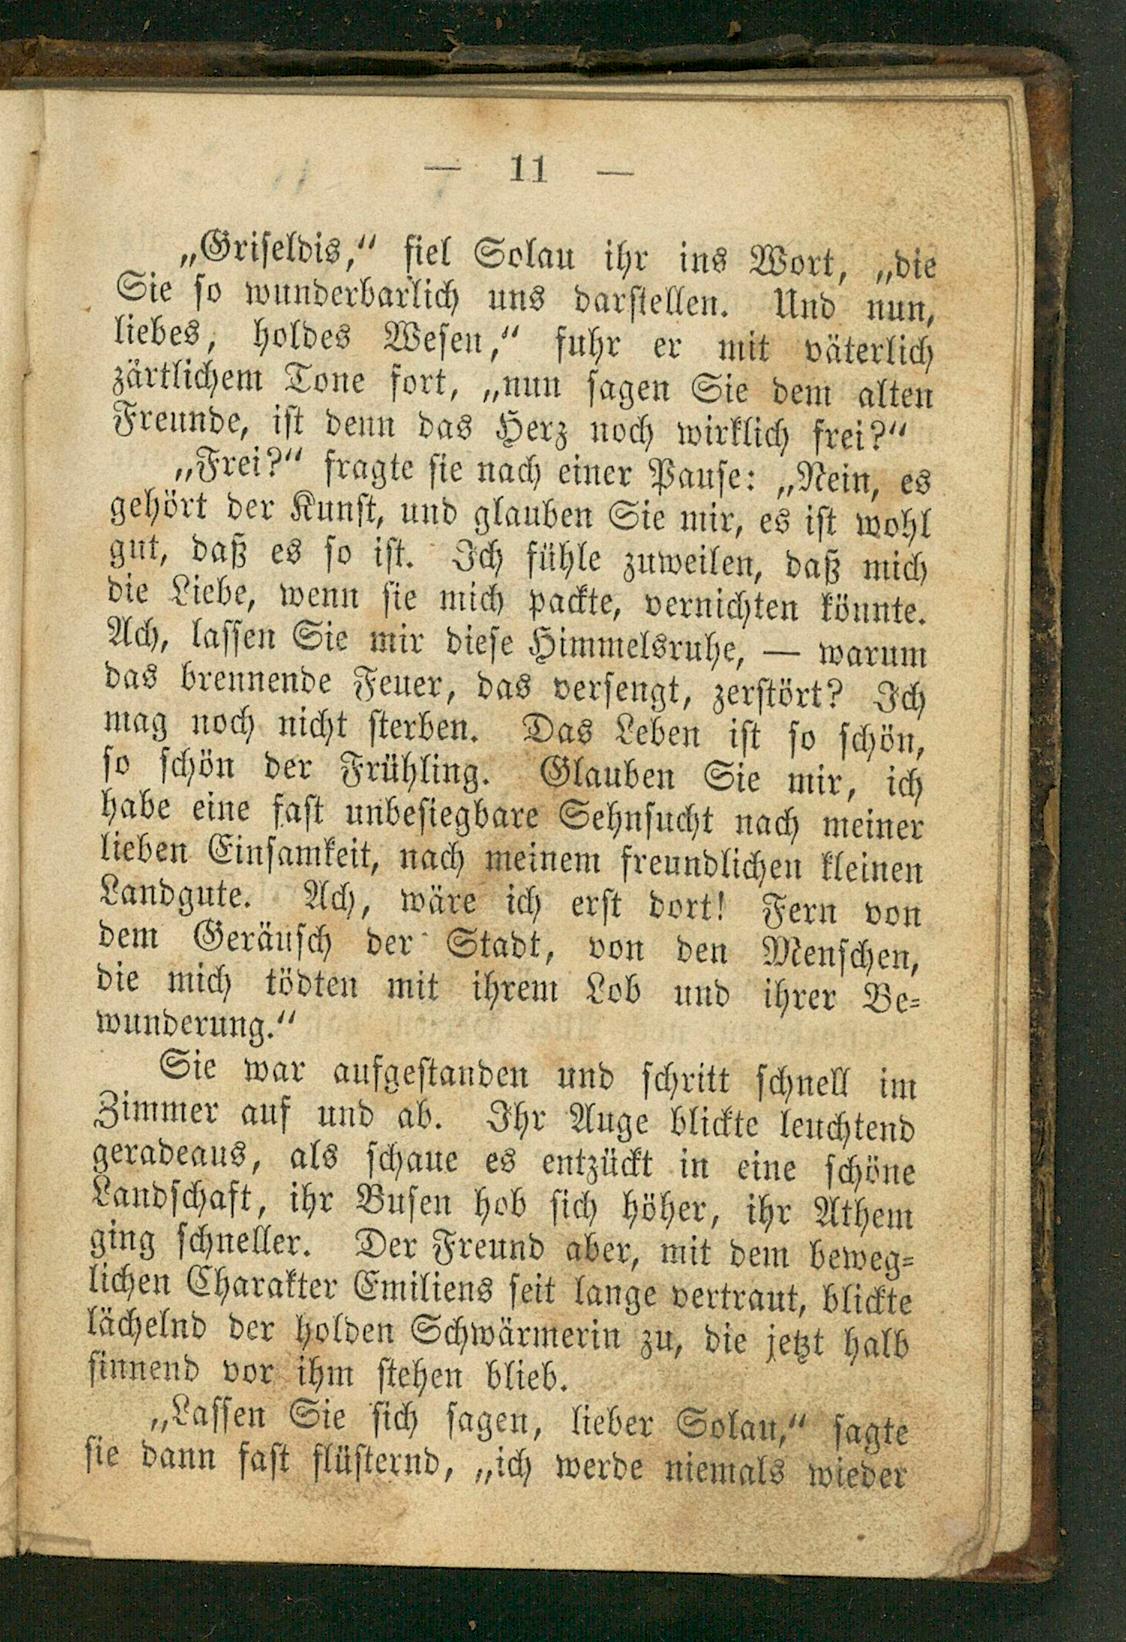 — 11 —
„Griseldis,“ fiel Solau ihr ins Wort, „die
Sie so wunderbarlich uns darstellen. Und nun,
liebes, holdes Wesen,“ fuhr er mit väterlich
zärtlichem Tone fort, „nun sagen Sie dem alten
Freunde, ist denn das Herz noch wirklich frei?“
„Frei?“ fragte sie nach einer Pause: „Nein, es
gehört der Kunst, und glauben Sie mir, es ist wohl
gut, daß es so ist. Ich fühle zuweilen, daß mich
die Liebe, wenn sie mich packte, vernichten könnte.
Ach, lassen Sie mir diese Himmelsruhe, — warum
das brennende Feuer, das versengt, zerstört? Ich
mag noch nicht sterben. Das Leben ist so schön,
so schön der Frühling. Glauben Sie mir, ich
habe eine fast unbesiegbare Sehnsucht nach meiner
lieben Einsamkeit, nach meinem freundlichen kleinen
Landgute. Ach, wäre ich erst dort! Fern von
dem Geräusch der Stadt, von den Menschen,
die mich tödten mit ihrem Lob und ihrer Be-
wunderung.“
Sie war aufgestanden und schritt schnell im
Zimmer auf und ab. Ihr Auge blickte leuchtend
geradeaus, als schaue es entzückt in eine schöne
Landschaft, ihr Busen hob sich höher, ihr Athem
ging schneller. Der Freund aber, mit dem beweg-
lichen Charakter Emiliens seit lange vertraut, blickte
lächelnd der holden Schwärmerin zu, die jetzt halb
sinnend vor ihm stehen blieb.
„Lassen Sie sich sagen, lieber Solau,“ sagte
sie dann fast flüsternd, „ich werde niemals wieder